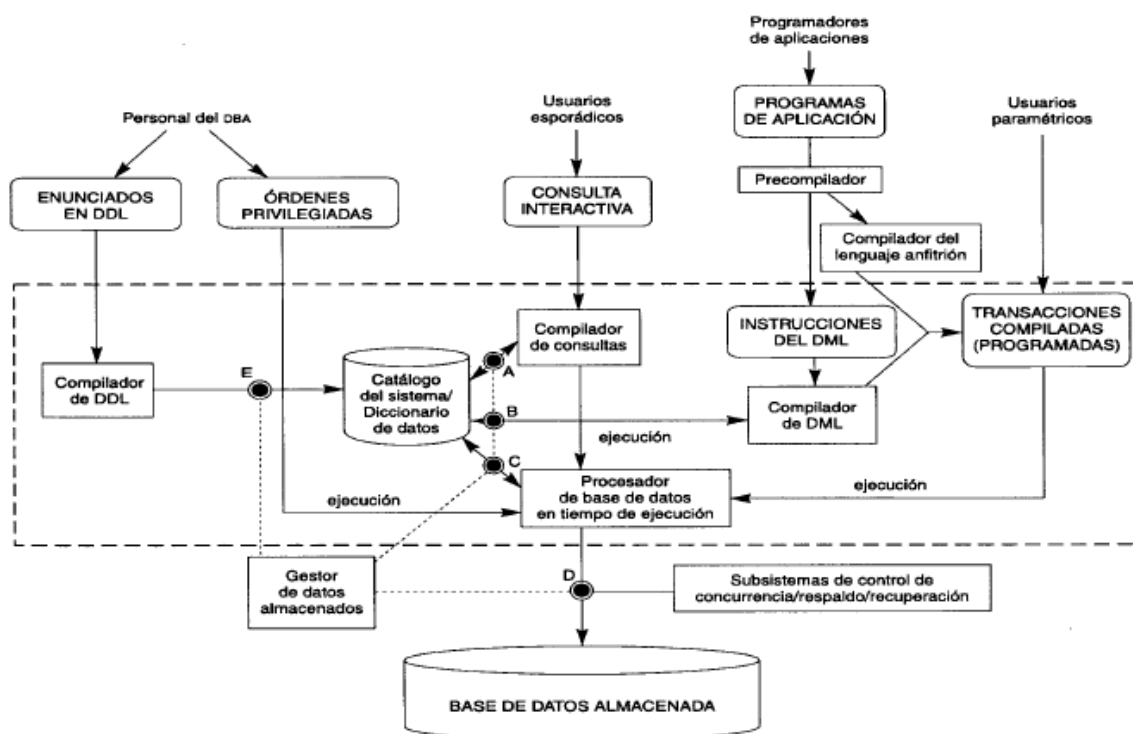 Programadores
de aplicaciones
Personal del DBA
Usuarios
esporádicos
PROGRAMAS
DE APLICACIÓN
Usuarios
paramétricos
ENUNCIADOS
EN DDL
ÓRDENES
PRIVILEGIADAS
CONSULTA
INTERACTIVA
Precompilador
Compilador del
lenguaje anfitrión
Compilador
de consultas
INSTRUCCIONES
DEL DML
TRANSACCIONES
COMPILADAS
(PROGRAMADAS)
Compilador
de DDL
E
Catálogo
del sistema/
Diccionario
de datos
A
B
C
ejecución
Compilador
de DML
ejecución
Procesador
de base de datos
en tiempo de ejecución
ejecución
Gestor
de datos
almacenados
D
Subsistemas de control de
concurrencia/respaldo/recuperación
BASE DE DATOS ALMACENADA